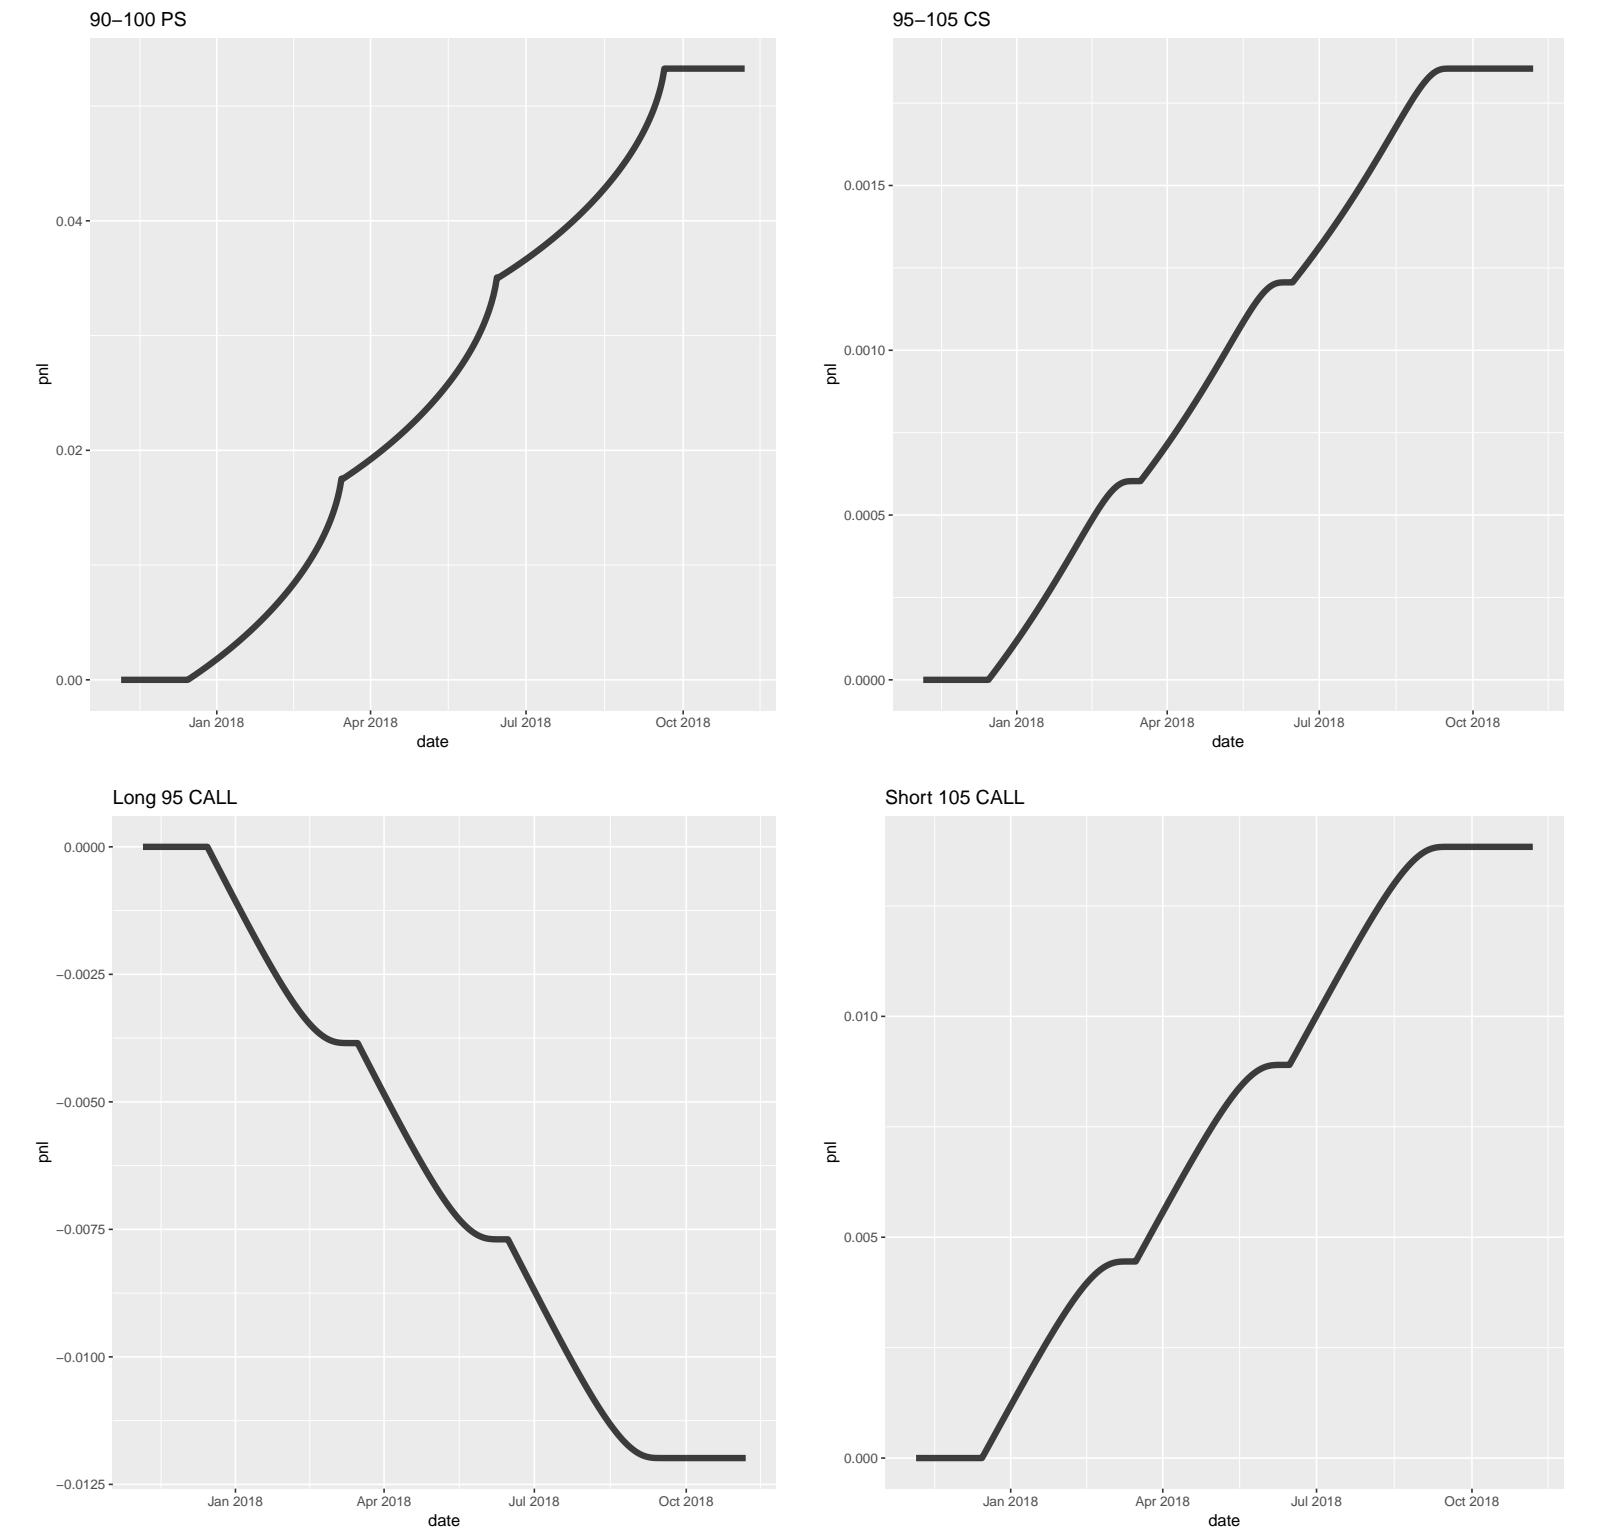 90–100 PS
pnl
0.04
0.02
0.00
Jan 2018 Apr 2018 Jul 2018 Oct 2018
date
95–105 CS
pnl
0.0015
0.0010
0.0005
0.0000
Jan 2018 Apr 2018 Jul 2018 Oct 2018
date
Long 95 CALL
pnl
0.0000
−0.0025
−0.0050
−0.0075
−0.0100
−0.0125
Jan 2018 Apr 2018 Jul 2018 Oct 2018
date
Short 105 CALL
pnl
0.010
0.005
0.000
Jan 2018 Apr 2018 Jul 2018 Oct 2018
date